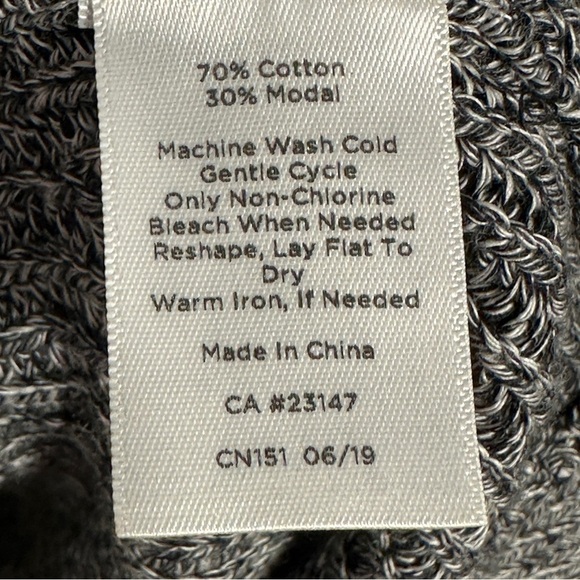 70% Cotton
30% Modal
Machine Wash Cold
Gentle Cycle
Only Non-Chlorine
Bleach When Needed
Reshape, Lay Flat To
Dry
Warm Iron, If Needed
Made In China
CA #23147
CN151 06/19